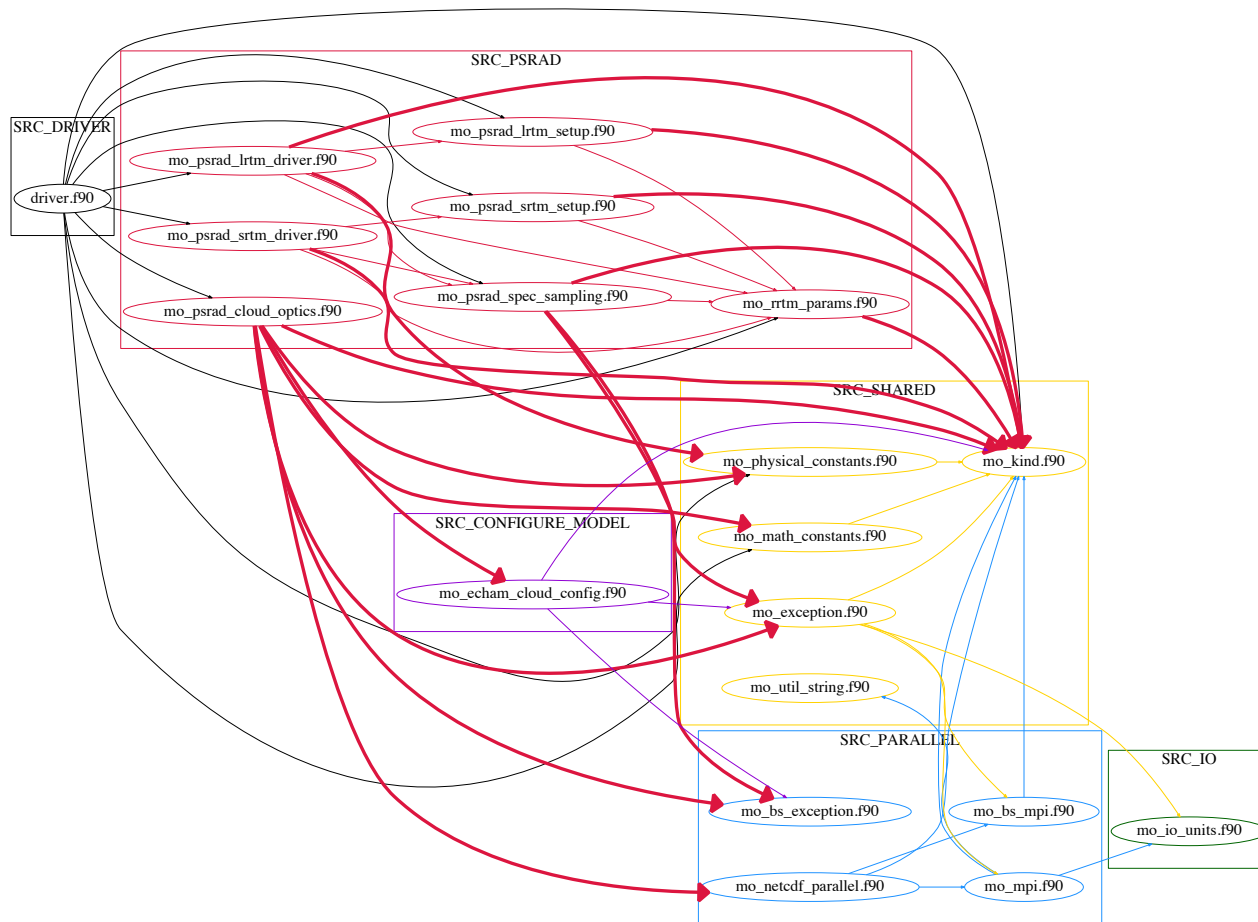 SRC_PSRAD
SRC_DRIVER
mo_psrad_lrtm_setup.f90
mo_psrad_lrtm_driver.f90
driver.f90
mo_psrad_srtm_setup.f90
mo_psrad_srtm_driver.f90
mo_psrad_spec_sampling.f90
mo_rrtm_params.f90
mo_psrad_cloud_optics.f90
SRC_SHARED
mo_physical_constants.f90
mo_kind.f90
SRC_CONFIGURE_MODEL
mo_math_constants.f90
mo_echam_cloud_config.f90
mo_exception.f90
mo_util_string.f90
SRC_PARALLEL
SRC_IO
mo_bs_exception.f90
mo_bs_mpi.f90
mo_io_units.f90
mo_netcdf_parallel.f90
mo_mpi.f90